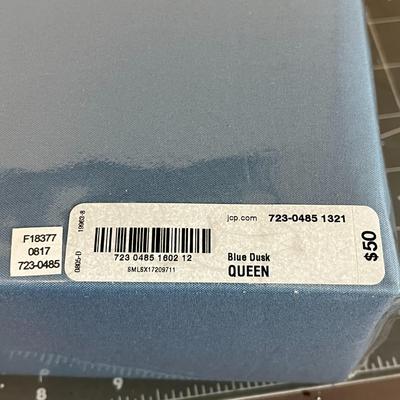 F18377
0817
723-0485
0805-D
19963-8
723 0485 1602 12
SMLSX17209711
jcp.com 723-0485 1321
Blue Dusk
QUEEN
$50
8
9